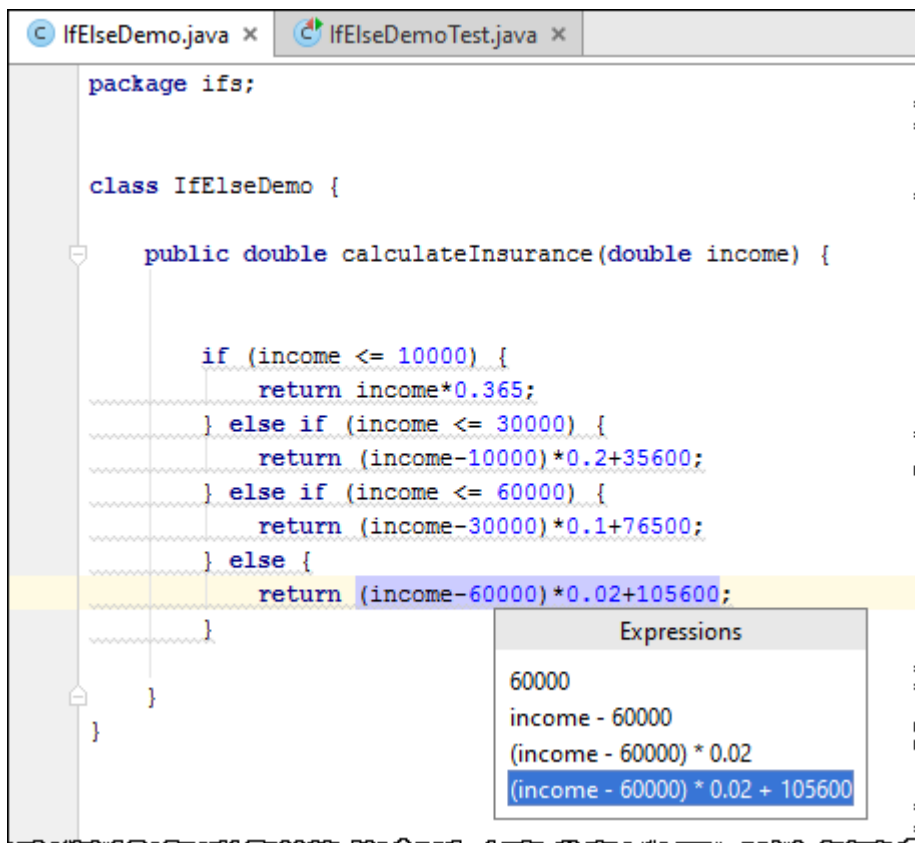 IfElseDemo.java × IfElseDemoTest.java ×
package ifs;
class IfElseDemo {
public double calculateInsurance(double income) {
if (income <= 10000) {
return income*0.365;
} else if (income <= 30000) {
return (income-10000)*0.2+35600;
} else if (income <= 60000) {
return (income-30000)*0.1+76500;
} else {
return (income-60000)*0.02+105600;
}
}
}
Expressions
60000
income - 60000
(income - 60000) * 0.02
(income - 60000) * 0.02 + 105600